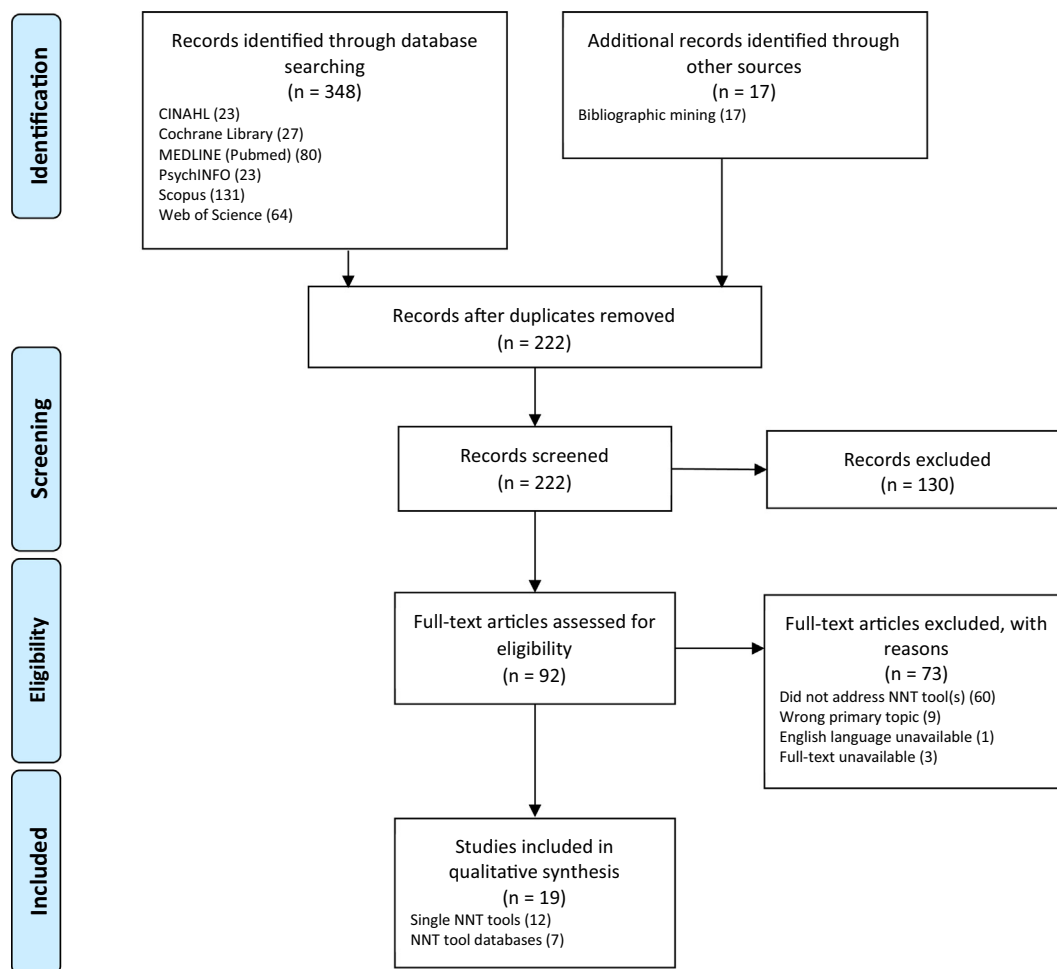 Identification
Records identified through database
searching
(n = 348)
CINAHL (23)
Cochrane Library (27)
MEDLINE (Pubmed) (80)
PsychINFO (23)
Scopus (131)
Web of Science (64)
Additional records identified through
other sources
(n = 17)
Bibliographic mining (17)
Records after duplicates removed
(n = 222)
Screening
Records screened
(n = 222)
Records excluded
(n = 130)
Eligibility
Full-text articles assessed for
eligibility
(n = 92)
Full-text articles excluded, with
reasons
(n = 73)
Did not address NNT tool(s) (60)
Wrong primary topic (9)
English language unavailable (1)
Full-text unavailable (3)
Included
Studies included in
qualitative synthesis
(n = 19)
Single NNT tools (12)
NNT tool databases (7)